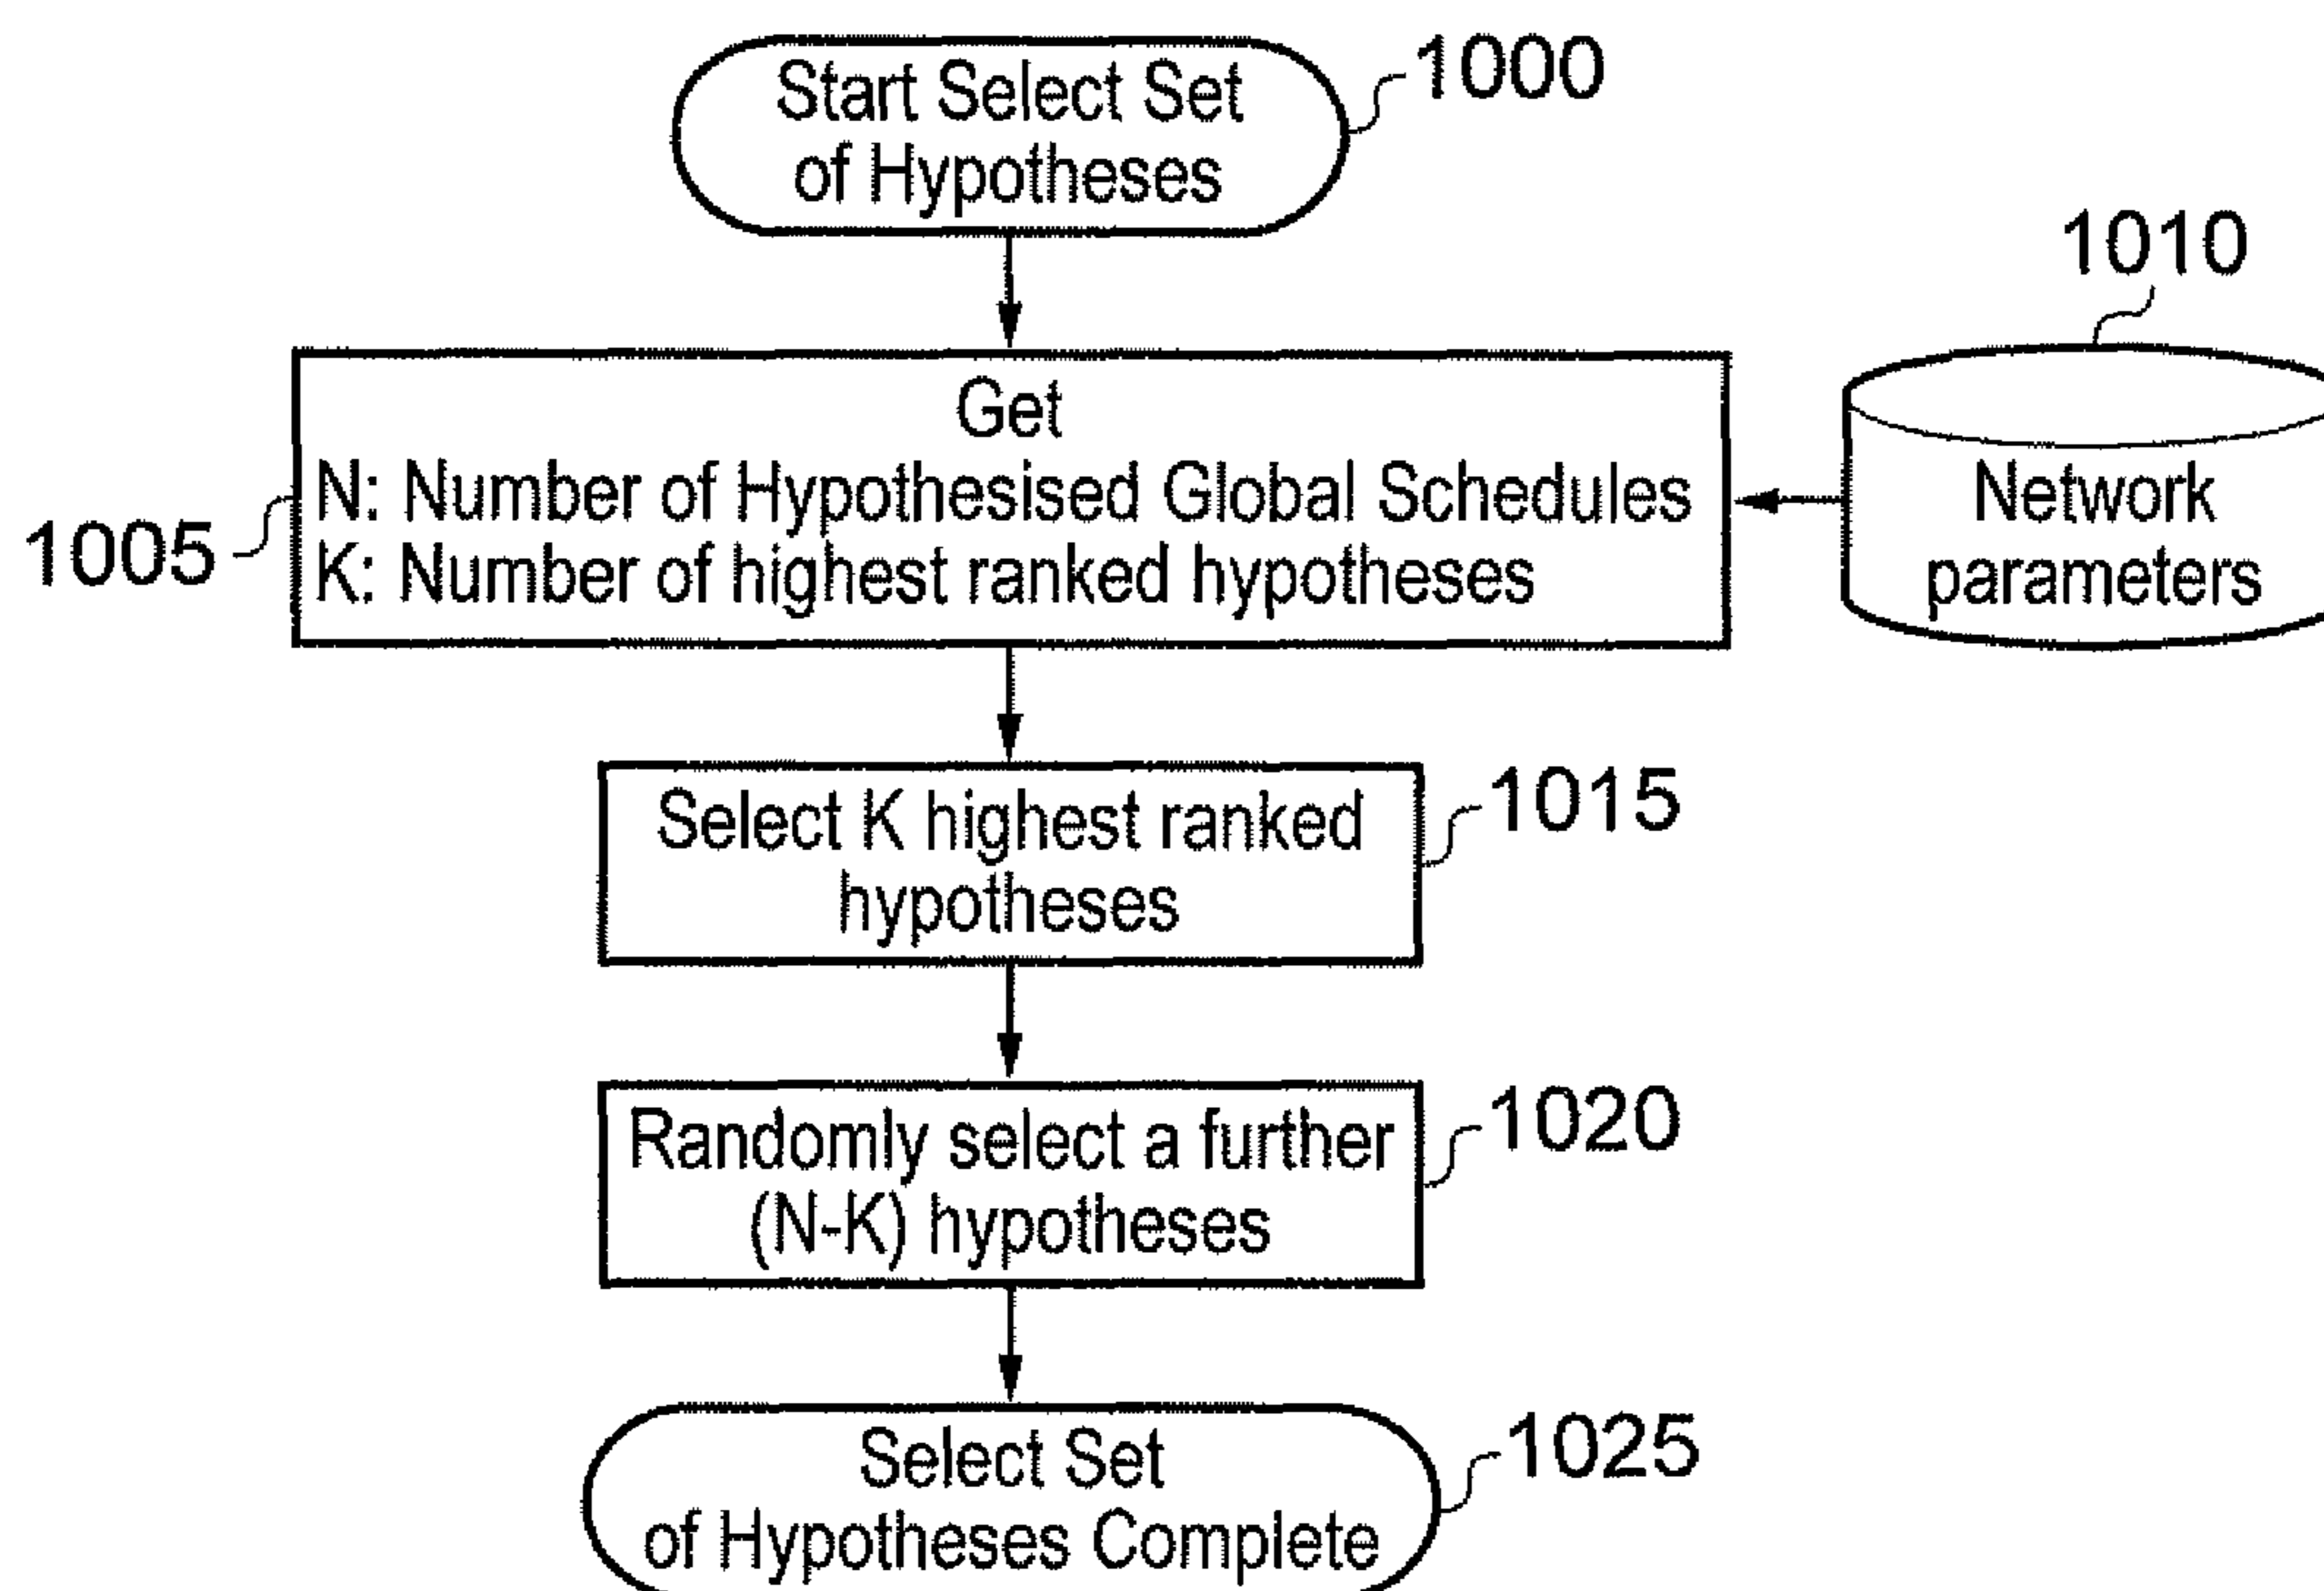 Start Select Set
of Hypotheses
1000
1010
Get
N: Number of Hypothesised Global Schedules
K: Number of highest ranked hypotheses
1005
Network
parameters
Select K highest ranked
hypotheses
1015
Randomly select a further
(N-K) hypotheses
1020
Select Set
of Hypotheses Complete
1025